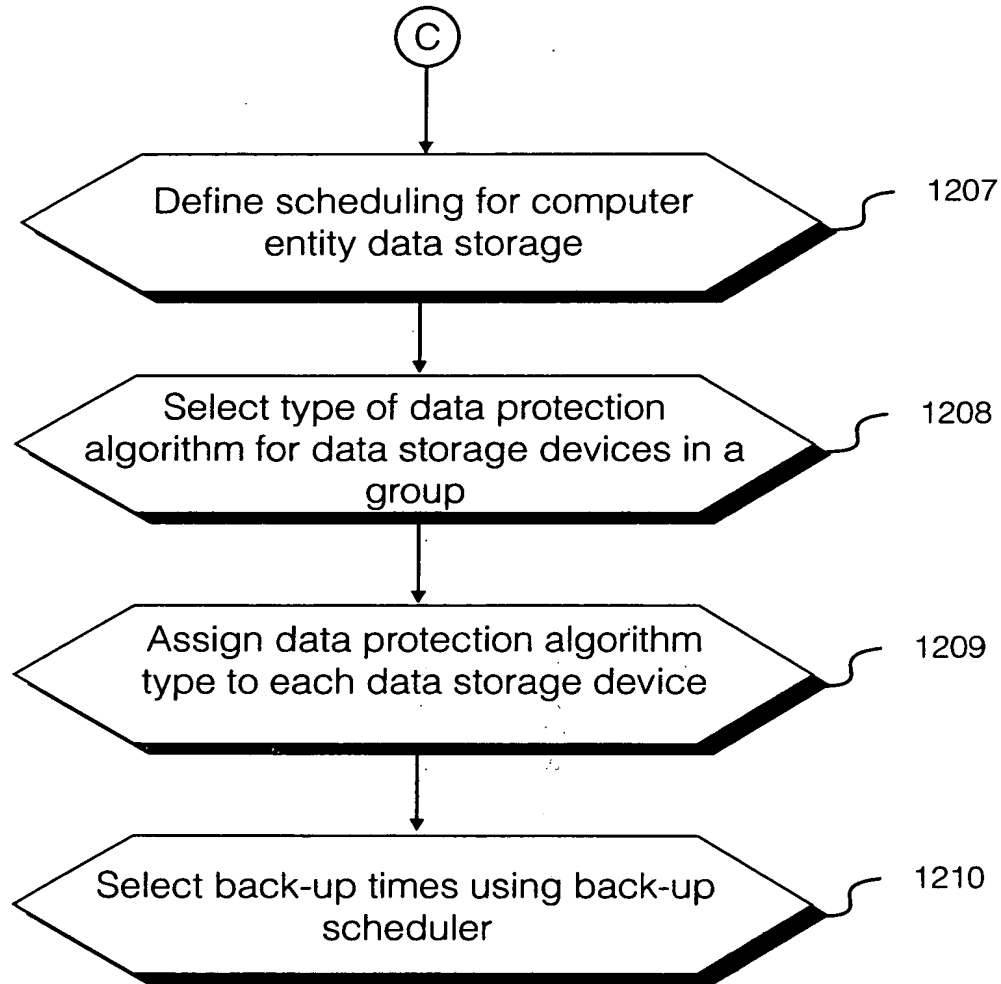 C
Define scheduling for computer
entity data storage
1207
Select type of data protection
algorithm for data storage devices in a
group
1208
Assign data protection algorithm
type to each data storage device
1209
Select back-up times using back-up
scheduler
1210